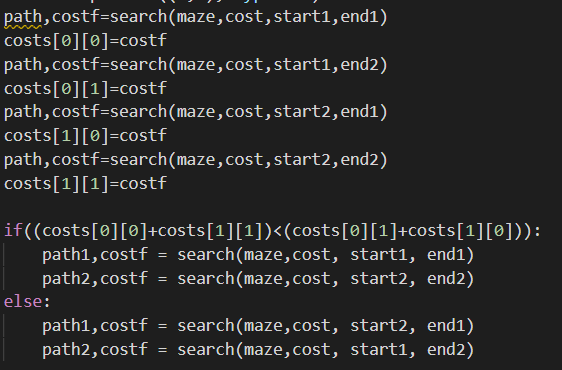 path,costf=search(maze,cost,start1,end1)
costs[0][0]=costf
path,costf=search(maze,cost,start1,end2)
costs[0][1]=costf
path,costf=search(maze,cost,start2,end1)
costs[1][0]=costf
path,costf=search(maze,cost,start2,end2)
costs[1][1]=costf

if((costs[0][0]+costs[1][1])<(costs[0][1]+costs[1][0])):
    path1,costf = search(maze,cost, start1, end1)
    path2,costf = search(maze,cost, start2, end2)
else:
    path1,costf = search(maze,cost, start2, end1)
    path2,costf = search(maze,cost, start1, end2)